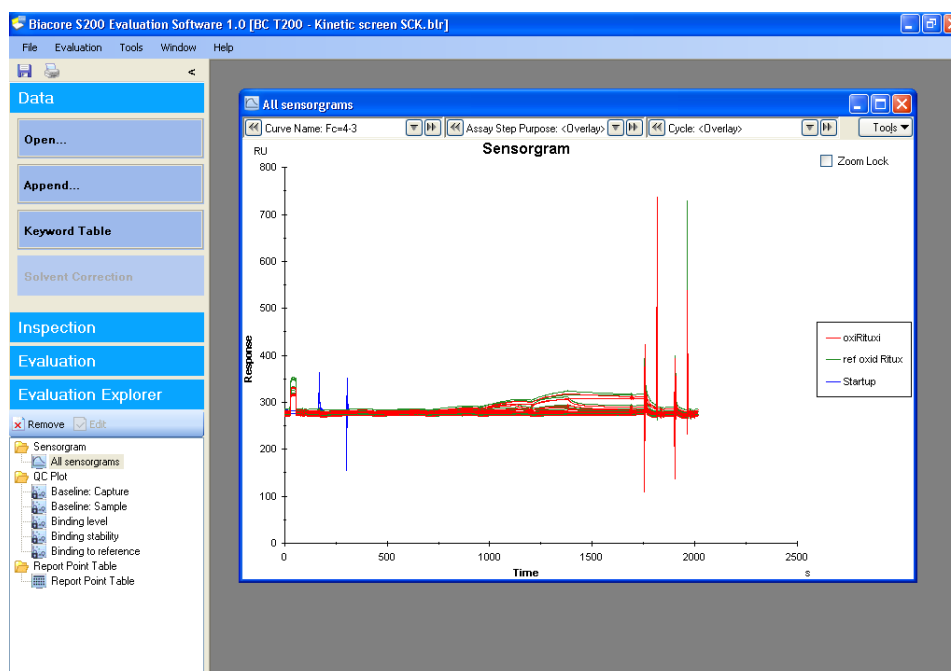 Biacore S200 Evaluation Software 1.0 [BC T200 - Kinetic screen SCK.blr]
File Evaluation Tools Window Help
<
Data
Open...
Append...
Keyword Table
Solvent Correction
Inspection
Evaluation
Evaluation Explorer
Remove Edit
Sensorgram
All sensorgrams
QC Plot
Baseline: Capture
Baseline: Sample
Binding level
Binding stability
Binding to reference
Report Point Table
Report Point Table
All sensorgrams
Curve Name: Fc=4-3 Assay Step Purpose: <Overlay> Cycle: <Overlay> Tools
Sensorgram
RU
Zoom Lock
800
700
600
500
400
300
200
100
0
Response
0 500 1000 1500 2000 2500
Time
s
oxiRituxi
ref oxid Ritux
Startup